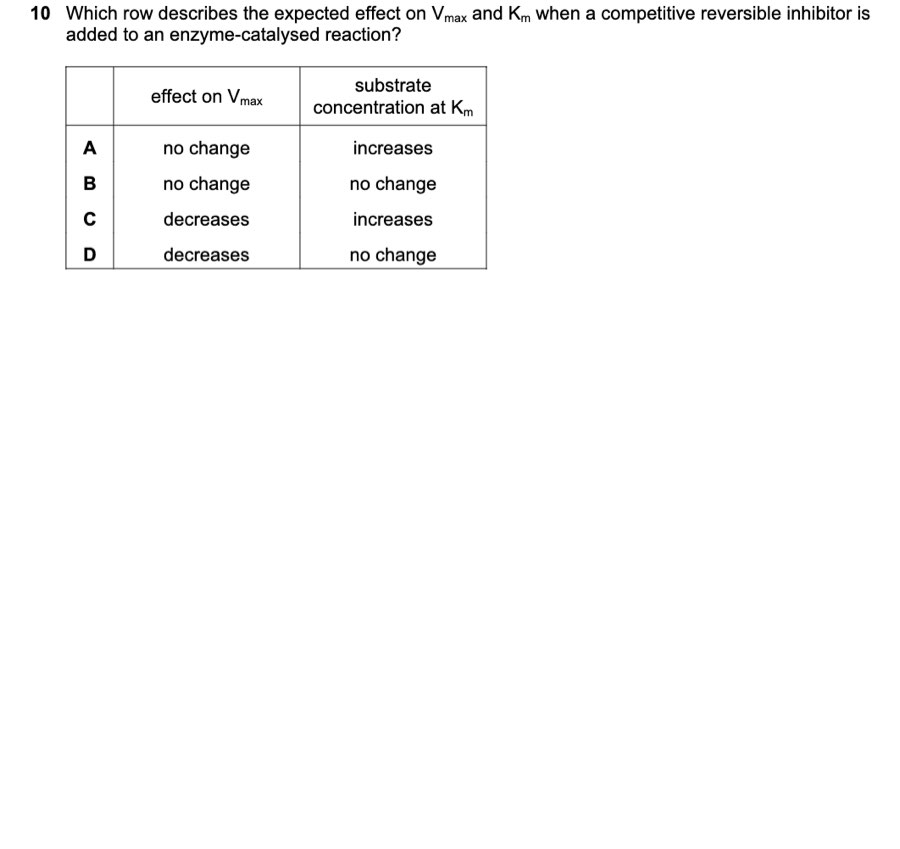 10 Which row describes the expected effect on Vmax and Km when a competitive reversible inhibitor is
added to an enzyme-catalysed reaction?
effect on Vmax
substrate
concentration at Km
A no change increases
B no change no change
C decreases increases
D decreases no change